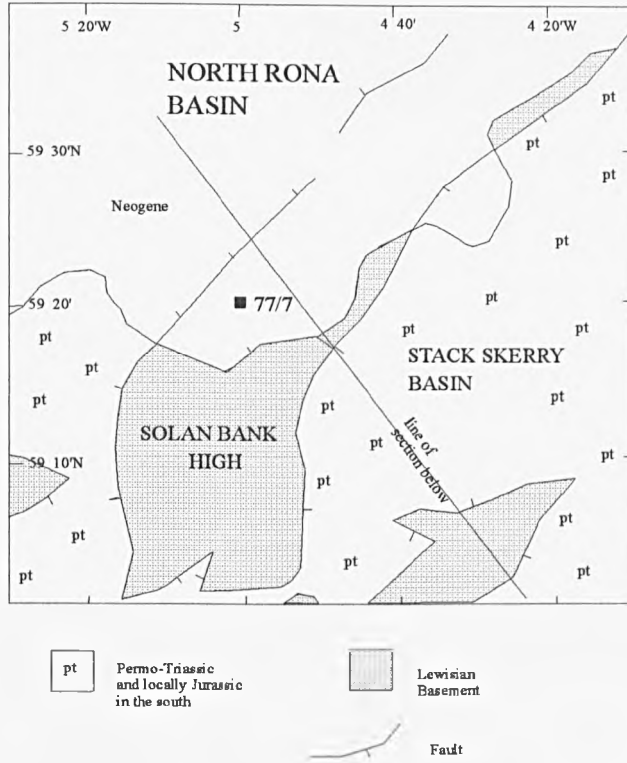 5 20'W
5
4 40'
4 20'
NORTH RONA
BASIN
pt
59 30'N
pt
pt
Neogene
pt
59 20'
77/7
pt
pt
pt
pt
pt
STACK SKERRY
BASIN
pt
pt
pt
SOLAN BANK
HIGH
line of
section below
pt
59 10'N
pt
pt
pt
pt
pt
pt
pt
pt
Permo-Triassic
and locally Jurassic
in the south
Lewisian
Basement
Fault